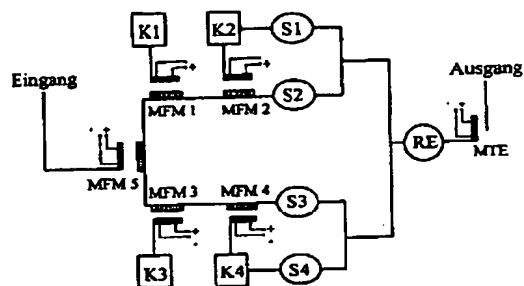 K1 K2 S1
Eingang MFM 1 MFM 2 S2 Ausgang
MFM 5 RE MTE
MFM 3 MFM 4 S3
K3 K4 S4